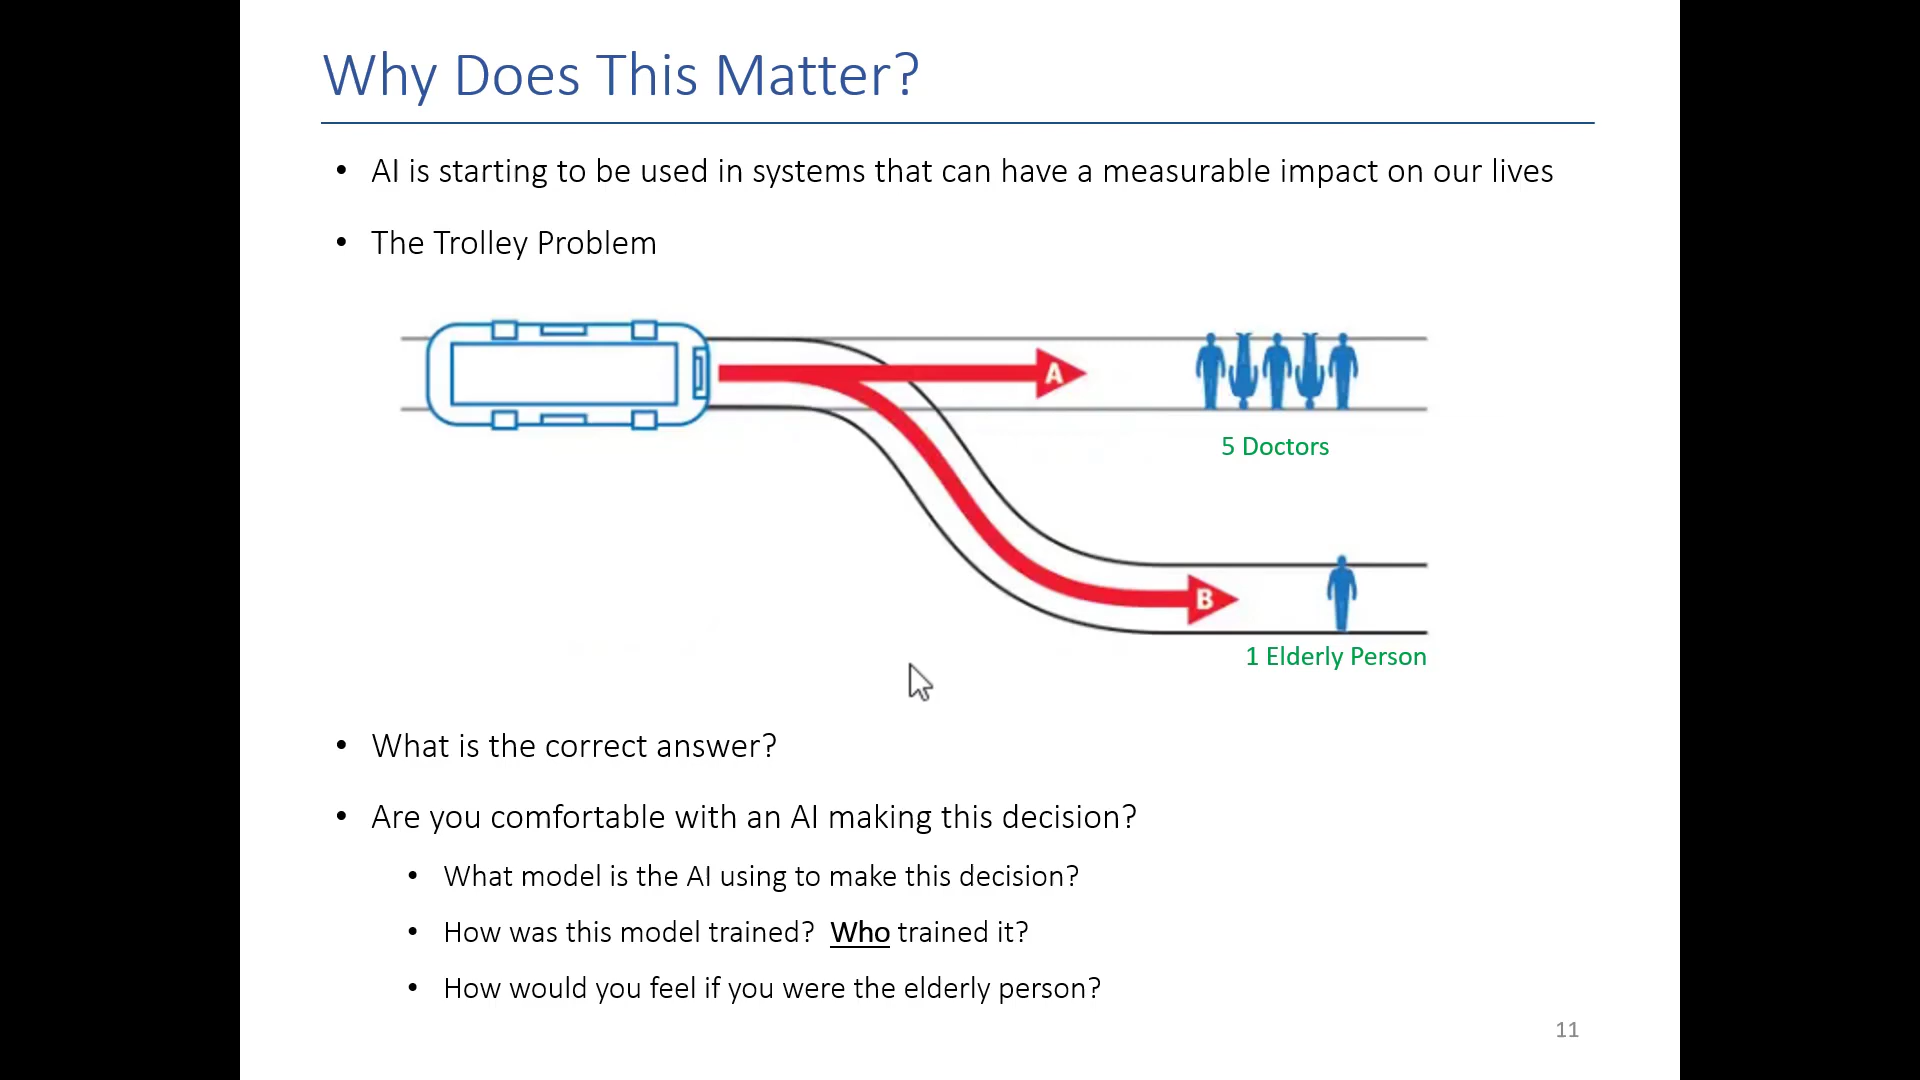 Why Does This Matter?
• AI is starting to be used in systems that can have a measurable impact on our lives
• The Trolley Problem
A
5 Doctors
B
1 Elderly Person
• What is the correct answer?
• Are you comfortable with an AI making this decision?
• What model is the AI using to make this decision?
• How was this model trained? Who trained it?
• How would you feel if you were the elderly person?
11